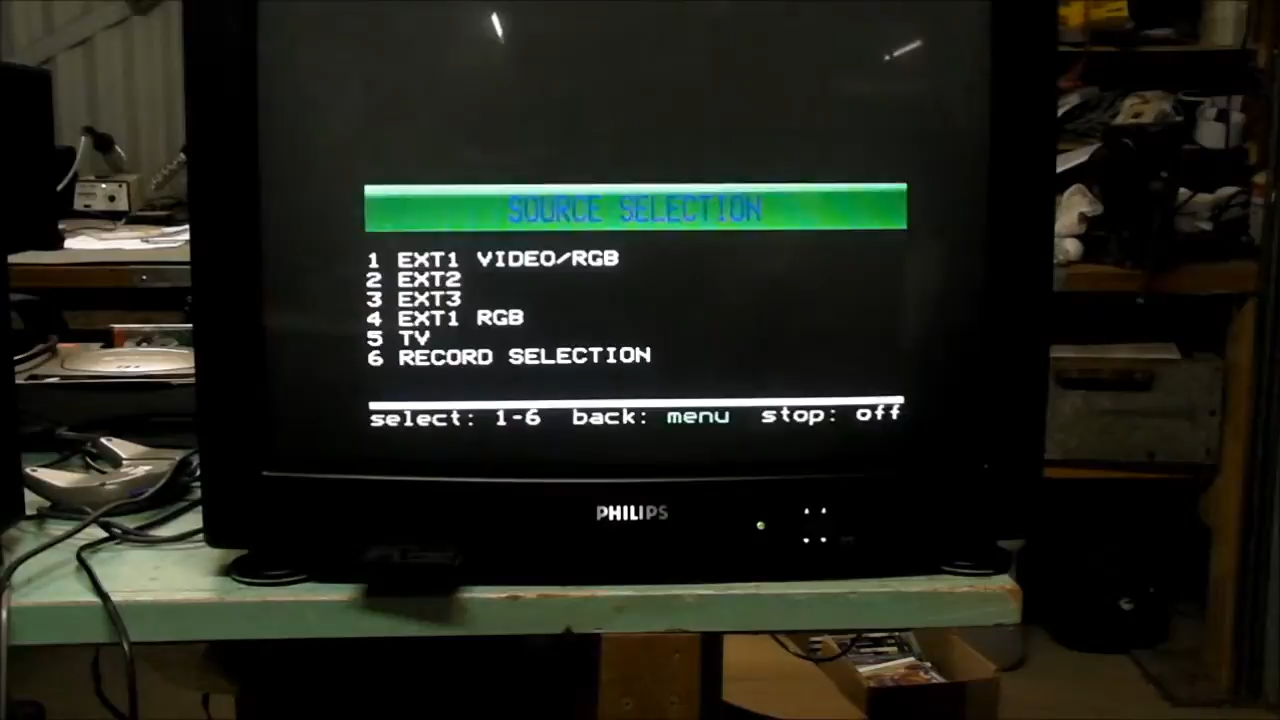 SOURCE SELECTION
1 EXT1 VIDEO/RGB
2 EXT2
3 EXT3
4 EXT1 RGB
5 TV
6 RECORD SELECTION
select: 1-6 back: menu stop: off
PHILIPS